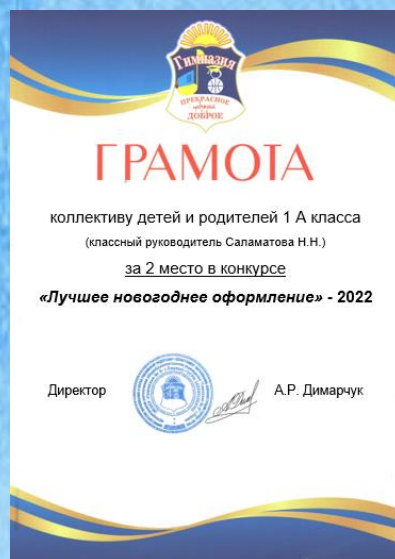 Гимназия
ПРЕКРАСНОЕ
ДОБРОЕ
ГРАМОТА
коллективу детей и родителей 1 А класса
(классный руководитель Саламатова Н.Н.)
за 2 место в конкурсе
«Лучшее новогоднее оформление» - 2022
Директор
А.Р. Димарчук